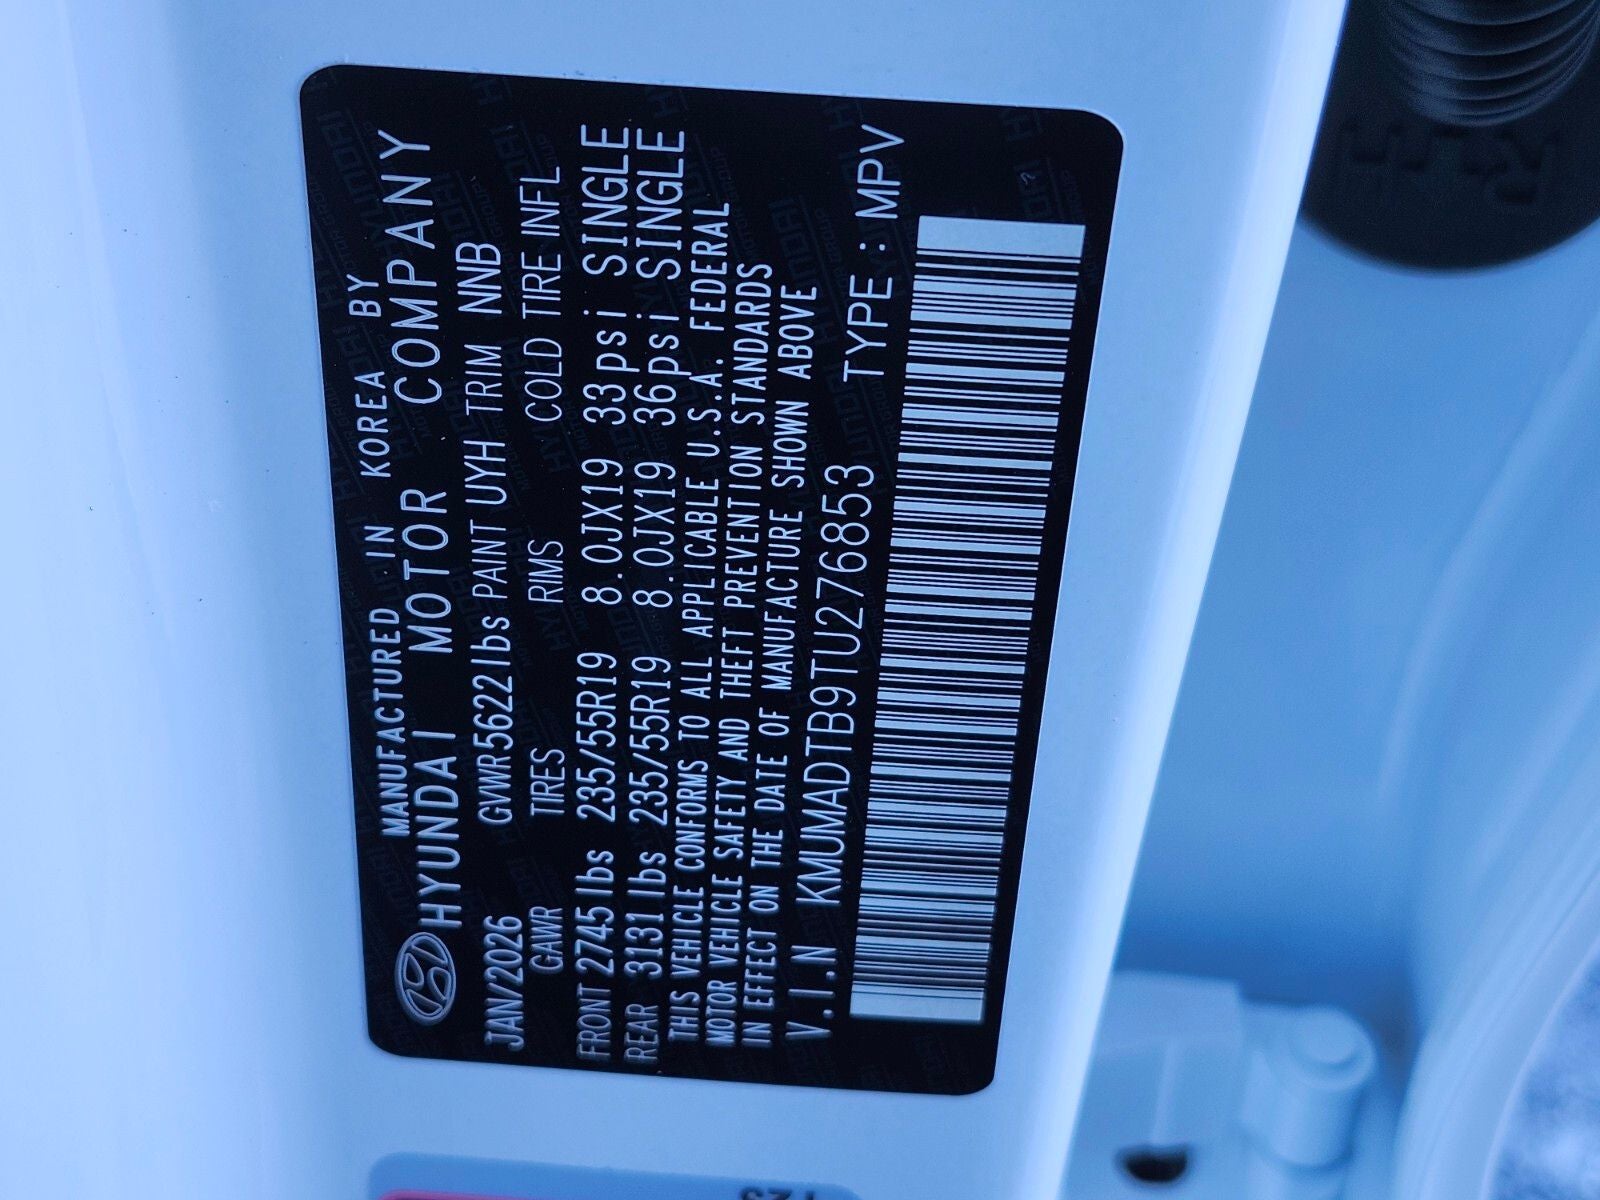 MANUFACTURED IN KOREA BY
HYUNDAI MOTOR COMPANY
JAN/2026 GVWR5622lbs PAINT UYH TRIM NNB
GAWR TIRES RIMS COLD TIRE INFL
FRONT 2745lbs 235/55R19 8.0JX19 33psi SINGLE
REAR 3131lbs 235/55R19 8.0JX19 36psi SINGLE
THIS VEHICLE CONFORMS TO ALL APPLICABLE U.S.A. FEDERAL
MOTOR VEHICLE SAFETY AND THEFT PREVENTION STANDARDS
IN EFFECT ON THE DATE OF MANUFACTURE SHOWN ABOVE
V.I.N KMUMADTB9TU276853 TYPE : MPV